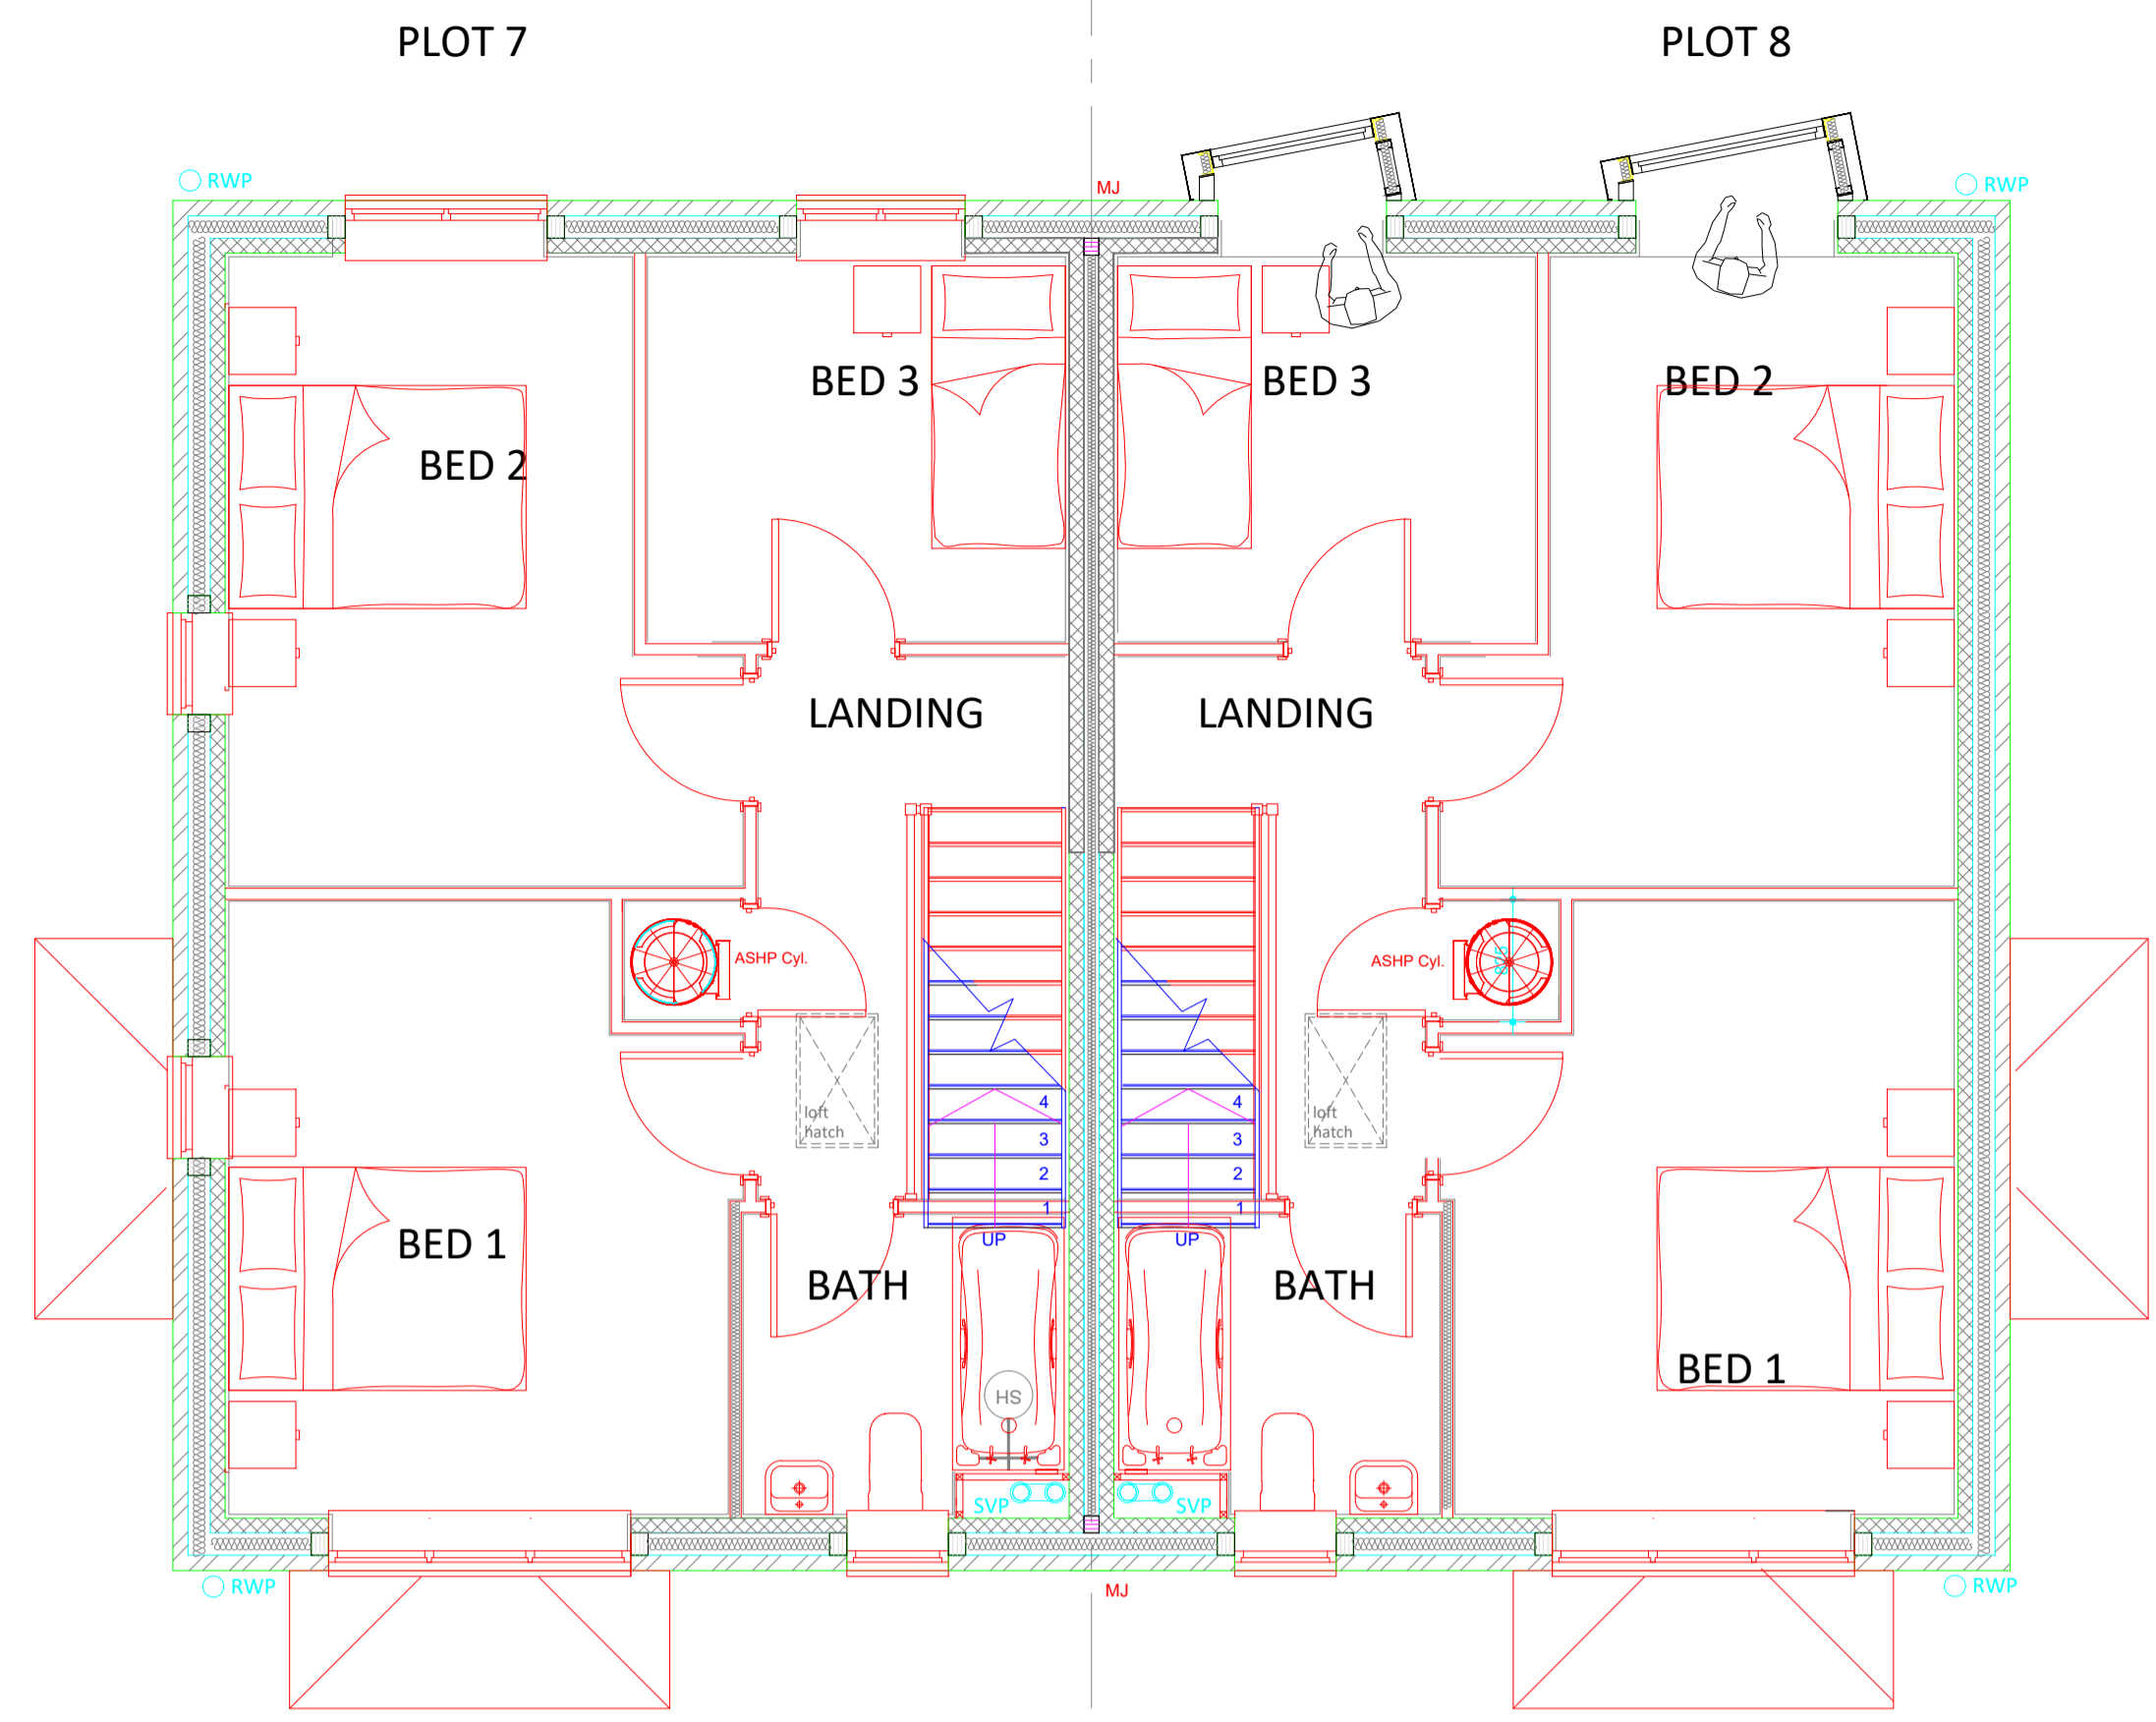 PLOT 7
PLOT 8
RWP
MJ
RWP
BED 3
BED 3
BED 2
BED 2
LANDING
LANDING
ASHP Cyl.
ASHP Cyl.
loft
hatch
4
3
2
1
UP
4
3
2
1
UP
loft
hatch
BED 1
BATH
BATH
BED 1
HS
SVP
SVP
RWP
MJ
RWP